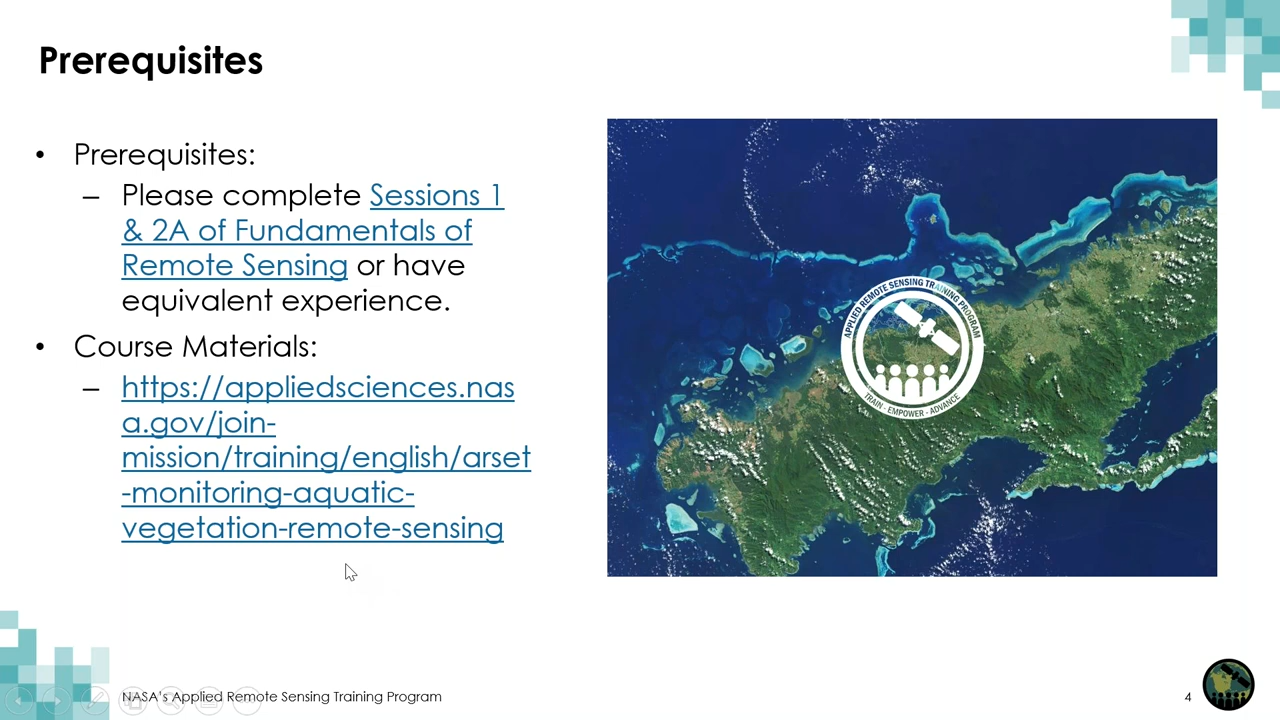 Prerequisites
• Prerequisites:
– Please complete Sessions 1
& 2A of Fundamentals of
Remote Sensing or have
equivalent experience.
• Course Materials:
– https://appliedsciences.nas
a.gov/join-
mission/training/english/arset
-monitoring-aquatic-
vegetation-remote-sensing
APPLIED REMOTE SENSING TRAINING PROGRAM
TRAIN - EMPOWER - ADVANCE
NASA's Applied Remote Sensing Training Program
4